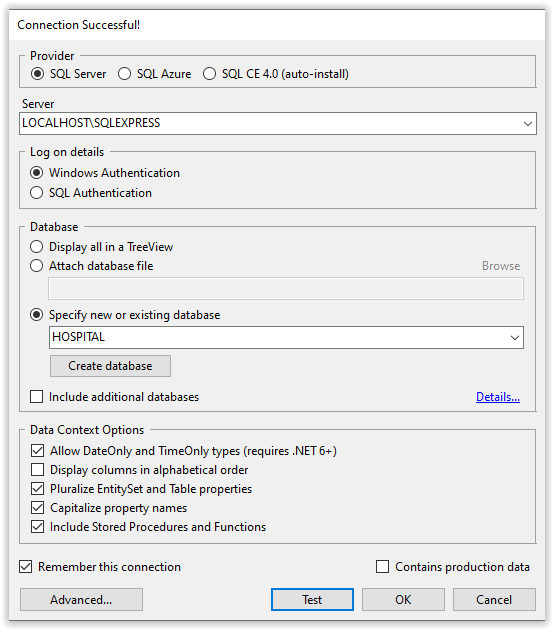 Connection Successful!
Provider
SQL Server SQL Azure SQL CE 4.0 (auto-install)
Server
LOCALHOST\SQLEXPRESS
Log on details
Windows Authentication
SQL Authentication
Database
Display all in a TreeView
Attach database file Browse
Specify new or existing database
HOSPITAL
Create database
Include additional databases Details...
Data Context Options
Allow DateOnly and TimeOnly types (requires .NET 6+)
Display columns in alphabetical order
Pluralize EntitySet and Table properties
Capitalize property names
Include Stored Procedures and Functions
Remember this connection Contains production data
Advanced... Test OK Cancel